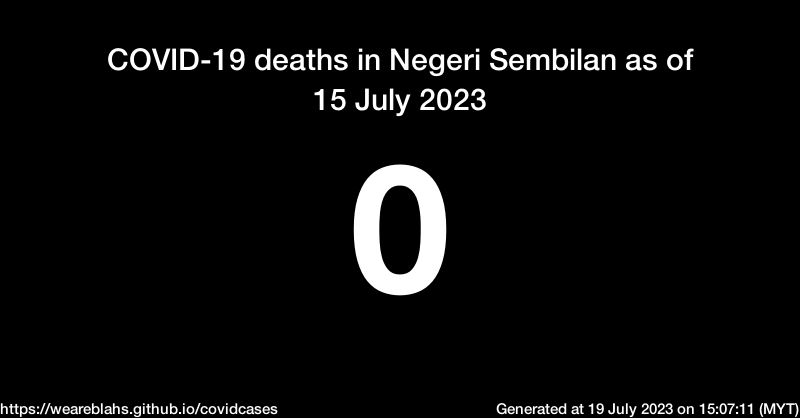 COVID-19 deaths in Negeri Sembilan as of
15 July 2023
0
https://weareblahs.github.io/covidcases
Generated at 19 July 2023 on 15:07:11 (MYT)